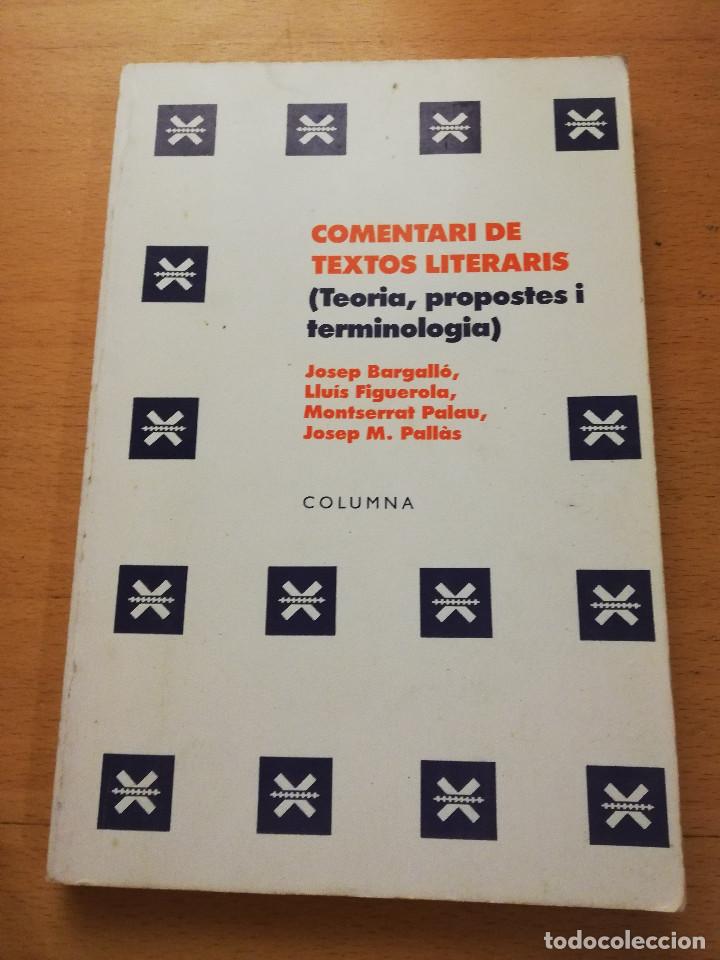 COMENTARI DE
TEXTOS LITERARIS
(Teoria, propostes i
terminologia)
Josep Bargalló,
Lluís Figuerola,
Montserrat Palau,
Josep M. Pallàs
COLUMNA
todocoleccion